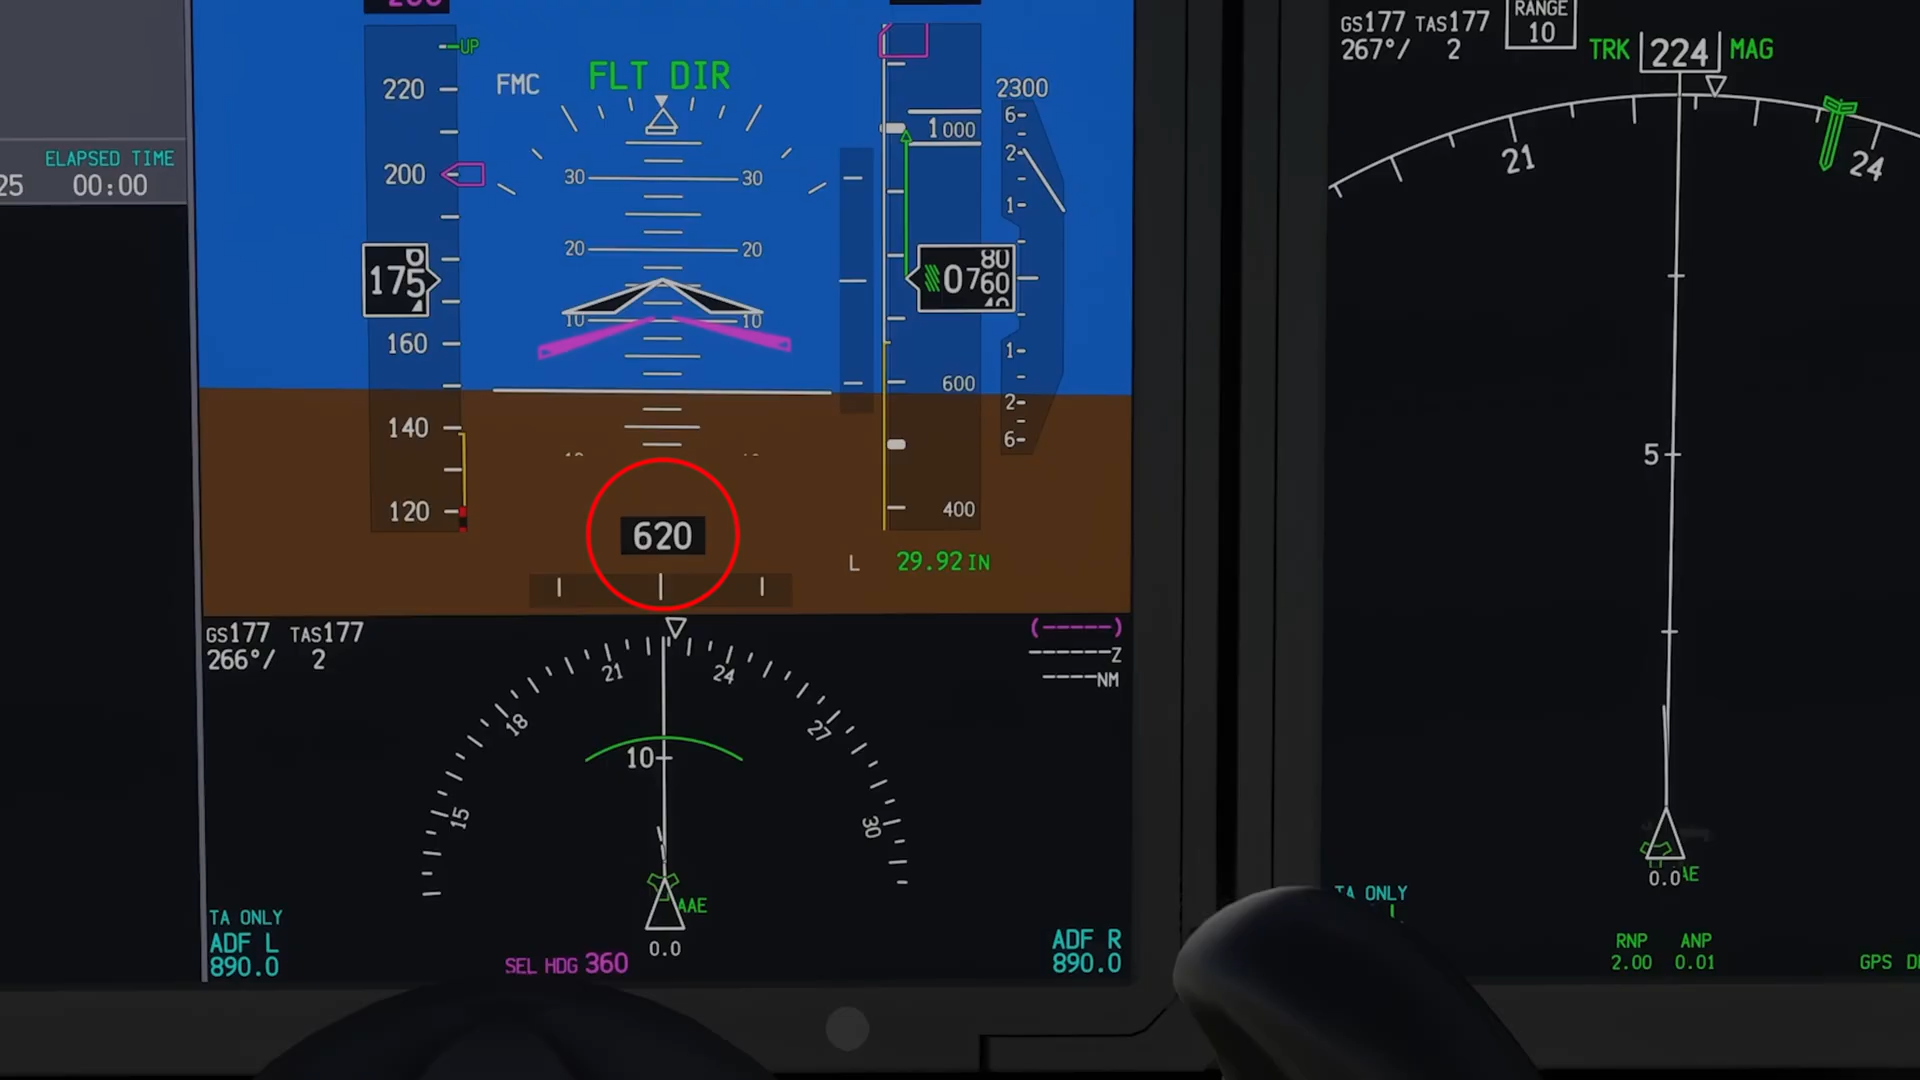 200
UP
220
FMC
FLT DIR
2300
6
1000
2
ELAPSED TIME
25
00:00
200
30
30
1
20
20
175
0760
80
40
10
10
160
1
600
2
140
6
120
400
620
L
29.92 IN
GS177 TAS177
266°/ 2
(-----)
-----Z
----NM
21
24
18
27
10
15
30
AAE
TA ONLY
ADF L
890.0
0.0
SEL HDG 360
ADF R
890.0
GS177 TAS177
267°/ 2
RANGE
10
TRK 224 MAG
21
24
5
0.0
AE
TA ONLY
RNP
2.00
ANP
0.01
GPS